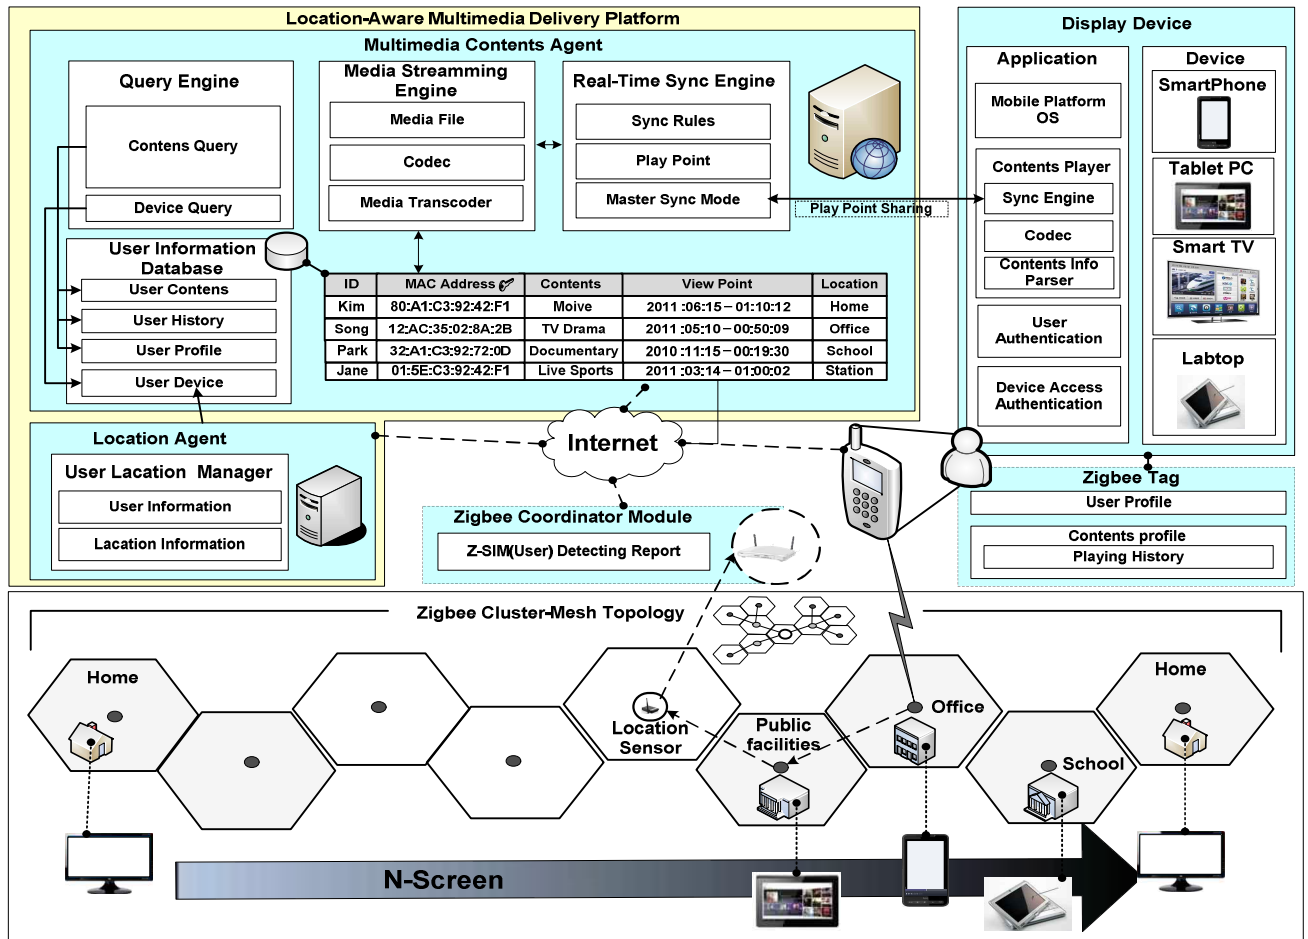 Location-Aware Multimedia Delivery Platform
Multimedia Contents Agent
Query Engine
Contens Query
Device Query
User Information
Database
User Contens
User History
User Profile
User Device
Media Streamming
Engine
Media File
Codec
Media Transcoder
Real-Time Sync Engine
Sync Rules
Play Point
Master Sync Mode
Play Point Sharing
ID MAC Address Contents View Point Location
Kim 80:A1:C3:92:42:F1 Moive 2011 :06:15 – 01:10:12 Home
Song 12:AC:35:02:8A:2B TV Drama 2011 :05:10 – 00:50:09 Office
Park 32:A1:C3:92:72:0D Documentary 2010 :11:15 – 00:19:30 School
Jane 01:5E:C3:92:42:F1 Live Sports 2011 :03:14 – 01:00:02 Station
Display Device
Application
Mobile Platform
OS
Contents Player
Sync Engine
Codec
Contents Info
Parser
User
Authentication
Device Access
Authentication
Device
SmartPhone
Tablet PC
Smart TV
Labtop
Location Agent
User Lacation Manager
User Information
Lacation Information
Internet
Zigbee Coordinator Module
Z-SIM(User) Detecting Report
Zigbee Tag
User Profile
Contents profile
Playing History
Zigbee Cluster-Mesh Topology
Home
Location
Sensor
Public
facilities
Office
School
Home
N-Screen